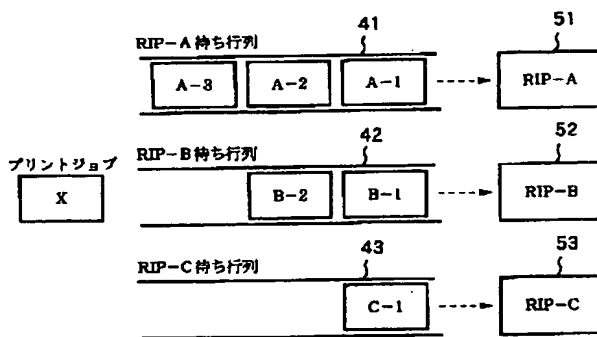 RIP-A 待ち行列
41
51
A-3
A-2
A-1
RIP-A
プリントジョブ
X
RIP-B 待ち行列
42
52
B-2
B-1
RIP-B
RIP-C 待ち行列
43
53
C-1
RIP-C